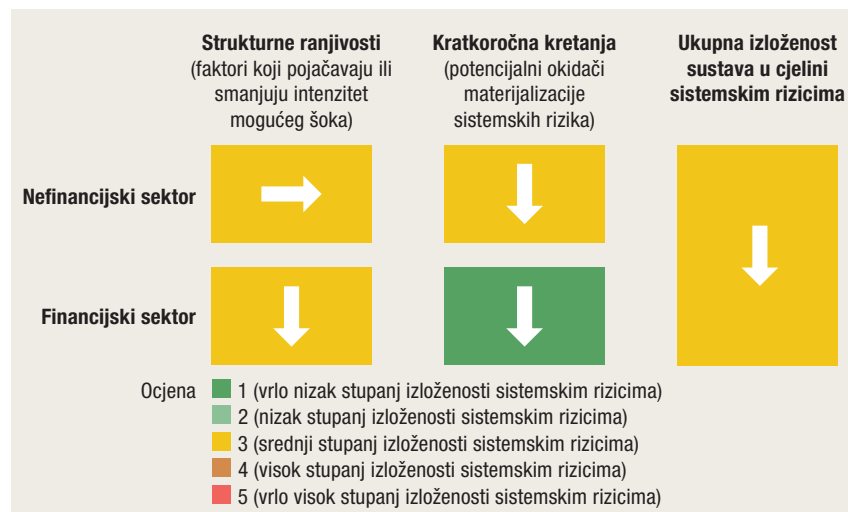 Strukturne ranjivosti
(faktori koji pojačavaju ili
smanjuju intenzitet
mogućeg šoka)
Kratkoročna kretanja
(potencijalni okidači
materijalizacije
sistemskih rizika)
Ukupna izloženost
sustava u cjelini
sistemskim rizicima
Nefinancijski sektor
Financijski sektor
Ocjena
1 (vrlo nizak stupanj izloženosti sistemskim rizicima)
2 (nizak stupanj izloženosti sistemskim rizicima)
3 (srednji stupanj izloženosti sistemskim rizicima)
4 (visok stupanj izloženosti sistemskim rizicima)
5 (vrlo visok stupanj izloženosti sistemskim rizicima)